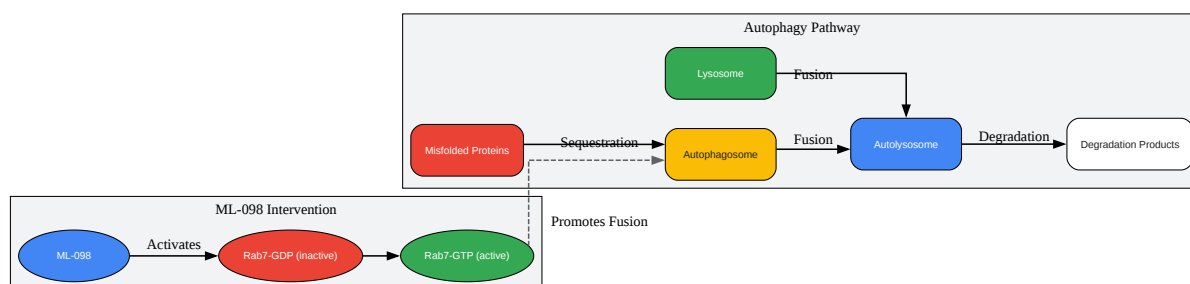 Autophagy Pathway
Lysosome
Fusion
Misfolded Proteins
Sequestration
Autophagosome
Fusion
Autolysosome
Degradation
Degradation Products
ML-098 Intervention
Promotes Fusion
ML-098
Activates
Rab7-GDP (inactive)
Rab7-GTP (active)